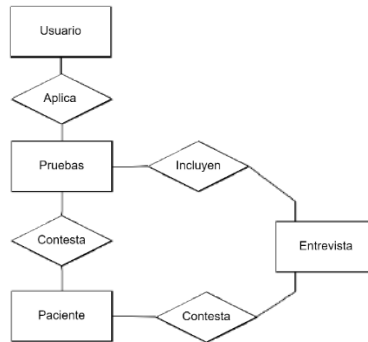 Usuario
Aplica
Pruebas
Incluyen
Contesta
Entrevista
Paciente
Contesta